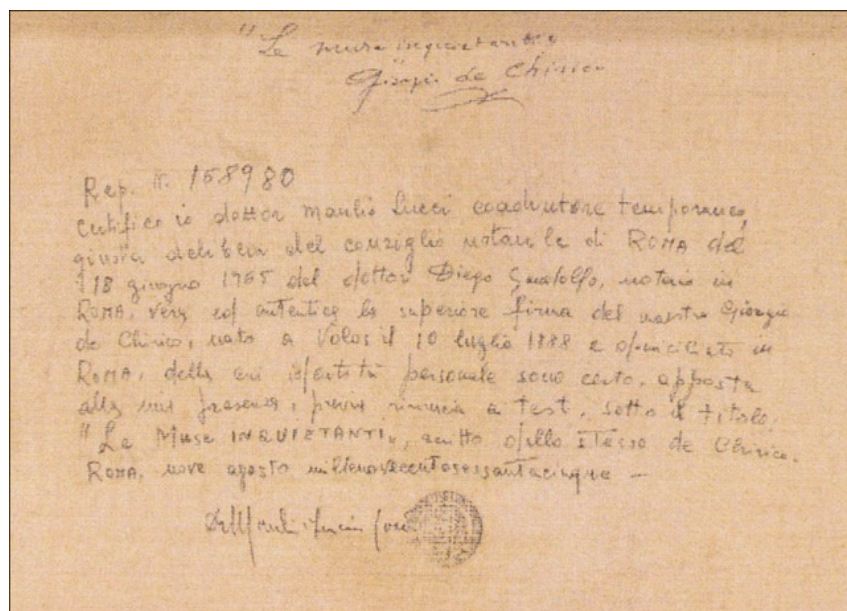 "Le muse inquietanti"
Giorgio de Chirico
Rep. N. 168980
Certifico io dottor Manlio Lucci coadiutore temporaneo,
giusta delibera del consiglio notarile di ROMA del
18 giugno 1965 del dottor Diego notaio in
ROMA, vera ed autentica la superiore firma del maestro Giorgio
de Chirico, nato a Volos il 10 luglio 1888 e domiciliato in
ROMA, della cui identità personale sono certo, apposta
alla mia presenza, previa rinuncia a test. sotto il titolo,
"Le Muse INQUIETANTI", scritto dallo stesso de Chirico.
ROMA, nove agosto millenovecentosessantacinque —